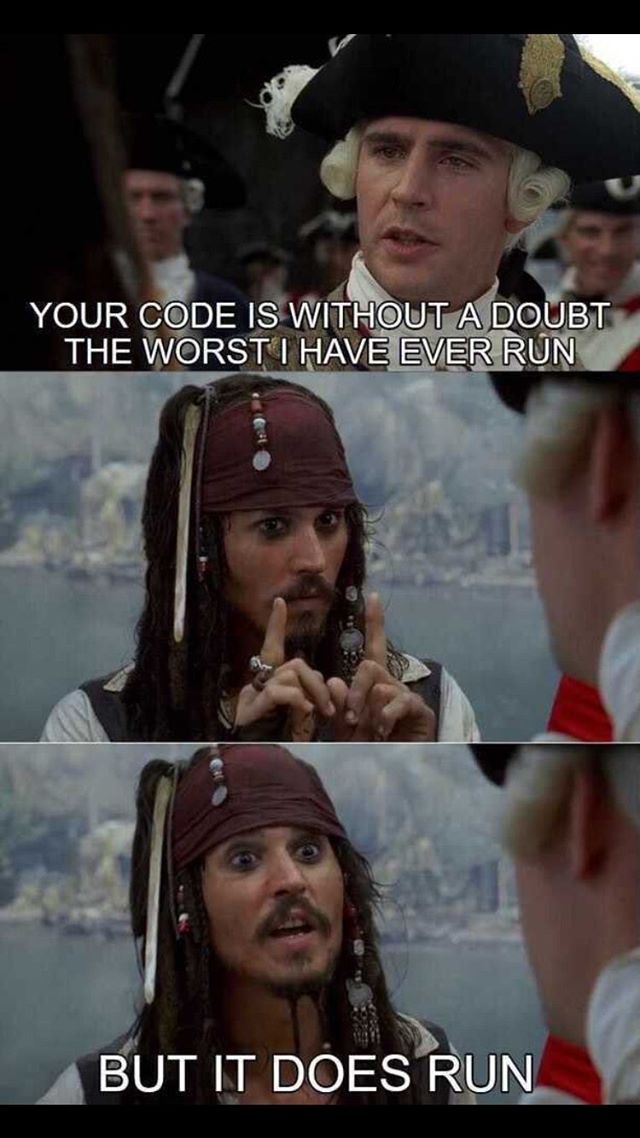 YOUR CODE IS WITHOUT A DOUBT
THE WORST I HAVE EVER RUN
BUT IT DOES RUN